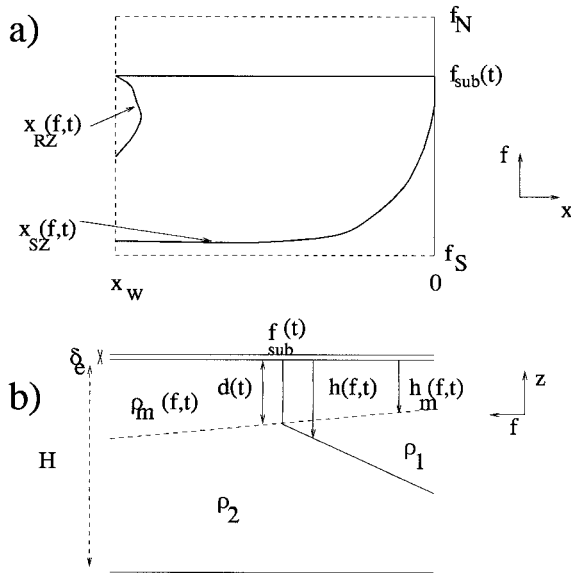 a)
f_N
f_sub(t)
x_RZ(f,t)
f
x
x_SZ(f,t)
f_S
x_w
0
f_sub(t)
δ_e
b)
d(t)
h(f,t)
h_m(f,t)
z
ρ_m(f,t)
f
ρ_1
H
ρ_2